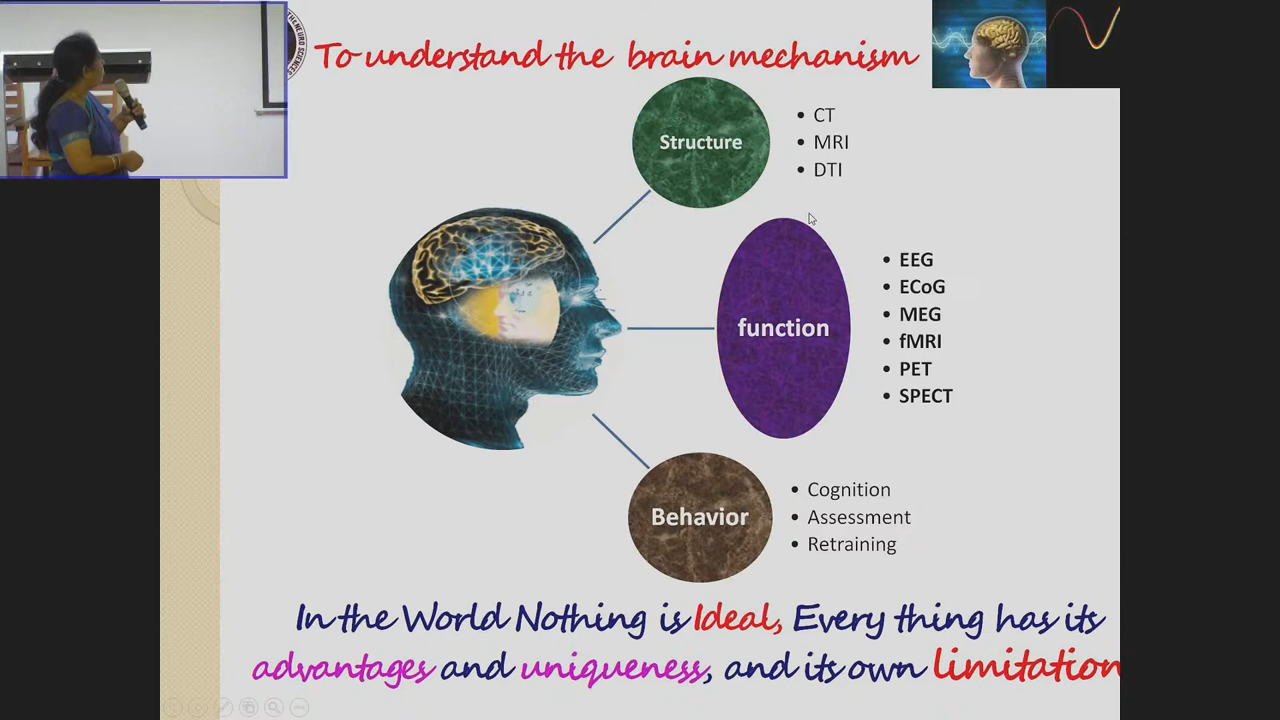 To understand the brain mechanism
Structure
• CT
• MRI
• DTI
function
• EEG
• ECoG
• MEG
• fMRI
• PET
• SPECT
Behavior
• Cognition
• Assessment
• Retraining
In the World Nothing is Ideal, Every thing has its
advantages and uniqueness, and its own limitation